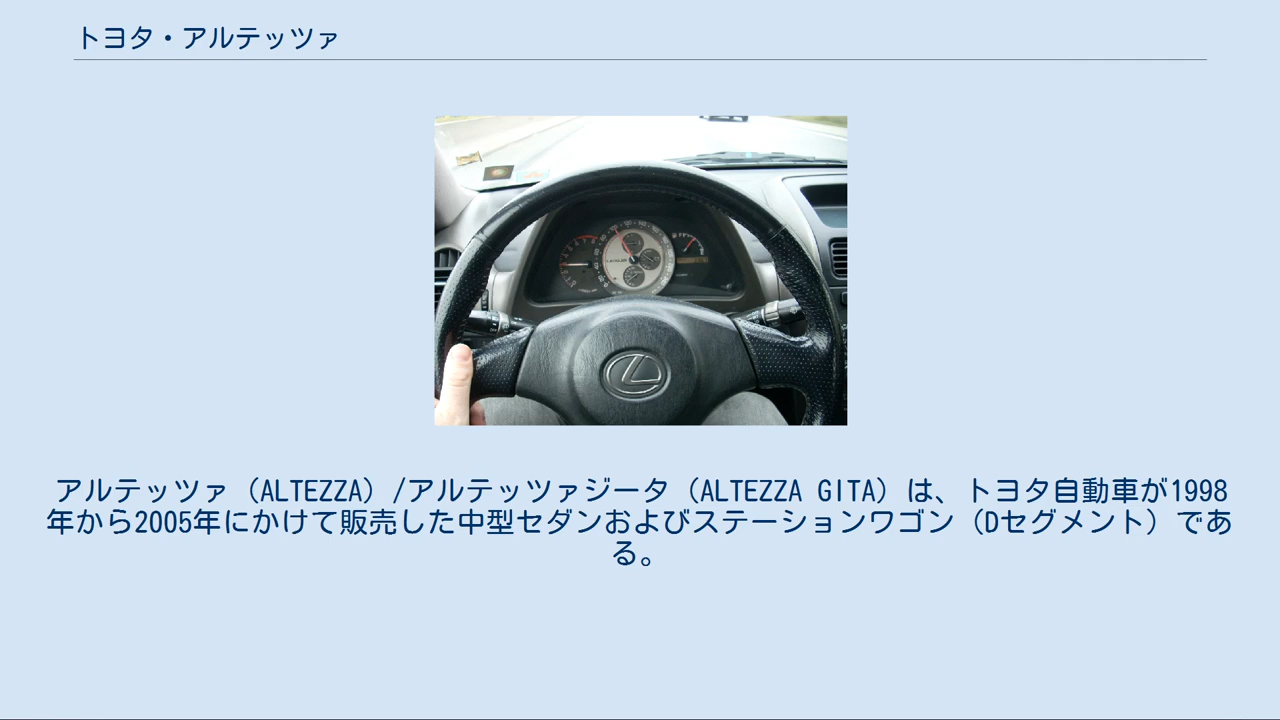 トヨタ・アルテッツァ
アルテッツァ（ALTEZZA）/アルテッツァジータ（ALTEZZA GITA）は、トヨタ自動車が1998
年から2005年にかけて販売した中型セダンおよびステーションワゴン（Dセグメント）であ
る。